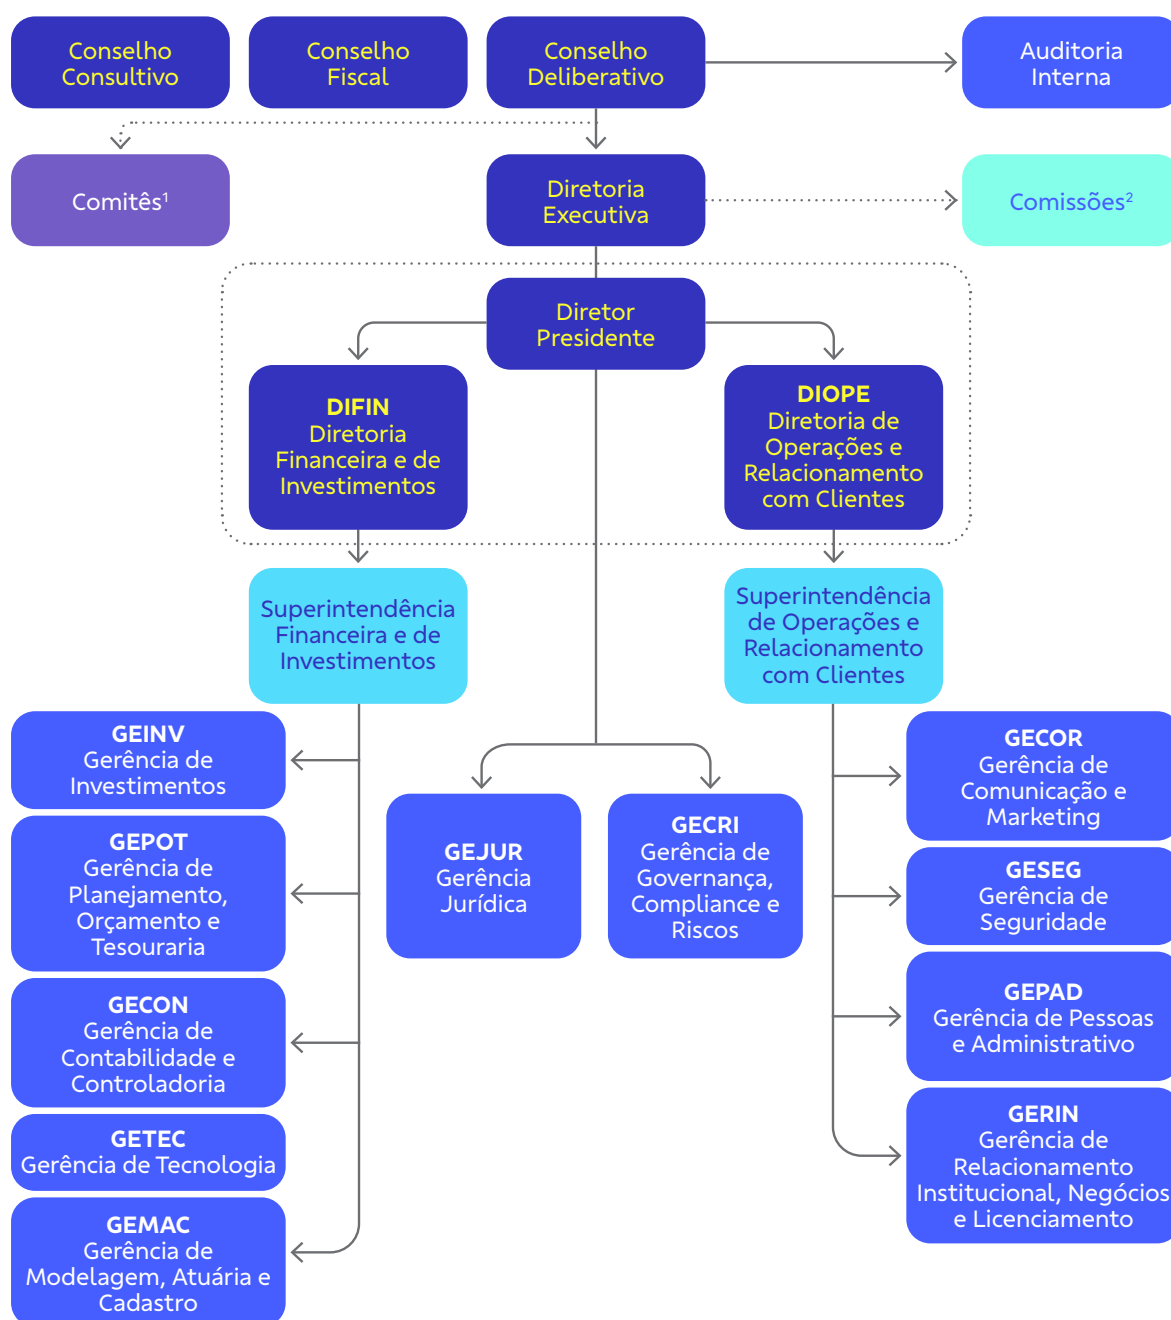 Conselho
Consultivo
Conselho
Fiscal
Conselho
Deliberativo
Auditoria
Interna
Comitês¹
Diretoria
Executiva
Comissões²
Diretor
Presidente
DIFIN
Diretoria
Financeira e de
Investimentos
DIOPE
Diretoria de
Operações e
Relacionamento
com Clientes
Superintendência
Financeira e de
Investimentos
Superintendência
de Operações e
Relacionamento
com Clientes
GEINV
Gerência de
Investimentos
GEPOT
Gerência de
Planejamento,
Orçamento e
Tesouraria
GECON
Gerência de
Contabilidade e
Controladoria
GETEC
Gerência de Tecnologia
GEMAC
Gerência de
Modelagem, Atuária e
Cadastro
GEJUR
Gerência
Jurídica
GECRI
Gerência de
Governança,
Compliance e
Riscos
GECOR
Gerência de
Comunicação e
Marketing
GESEG
Gerência de
Seguridade
GEPAD
Gerência de Pessoas
e Administrativo
GERIN
Gerência de
Relacionamento
Institucional, Negócios
e Licenciamento